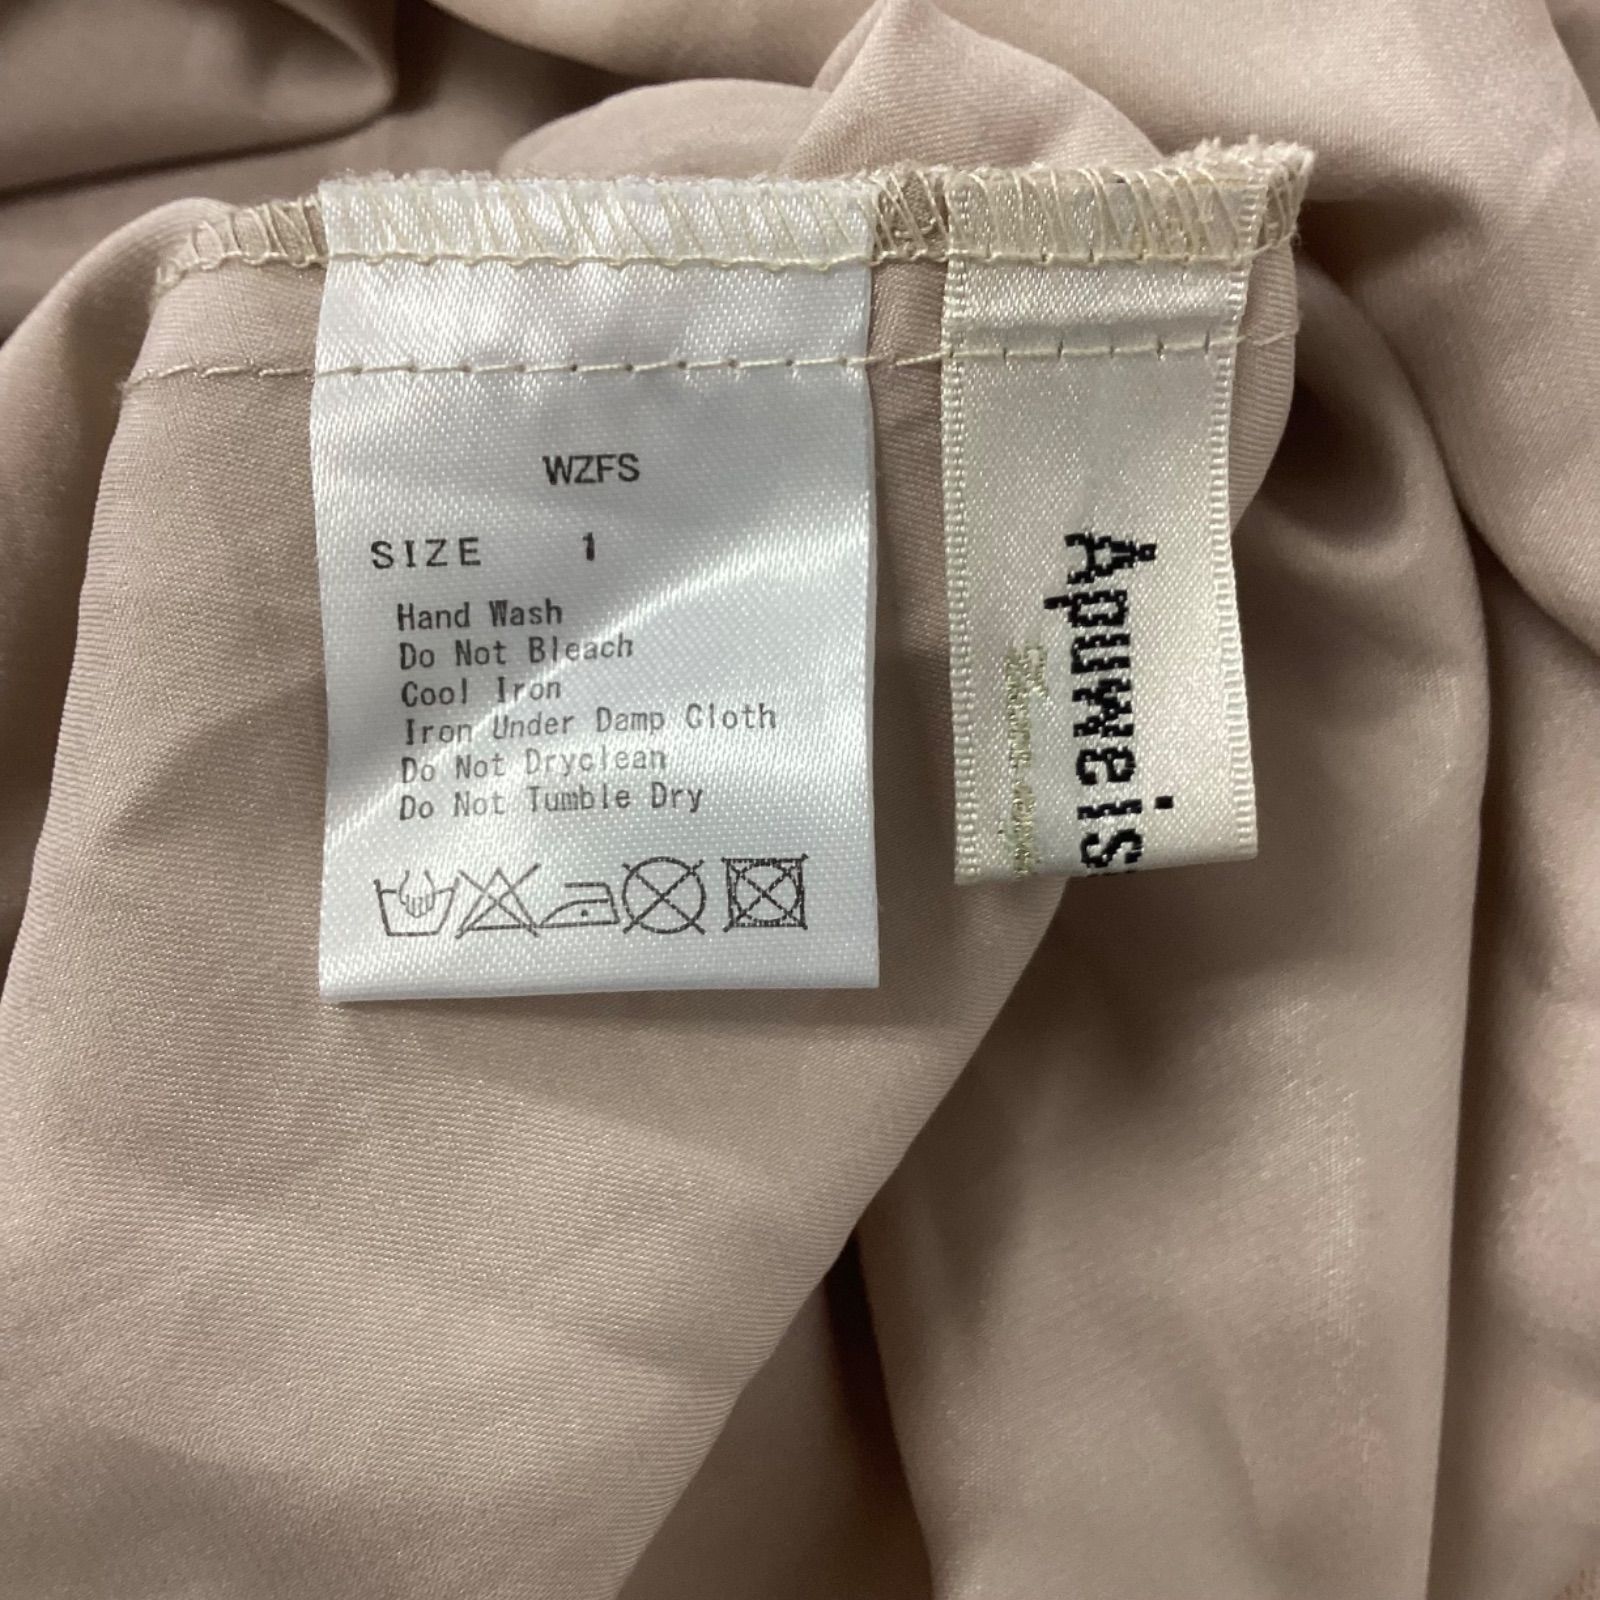 WZFS
SIZE 1
Hand Wash
Do Not Bleach
Cool Iron
Iron Under Damp Cloth
Do Not Dryclean
Do Not Tumble Dry
Apuweis